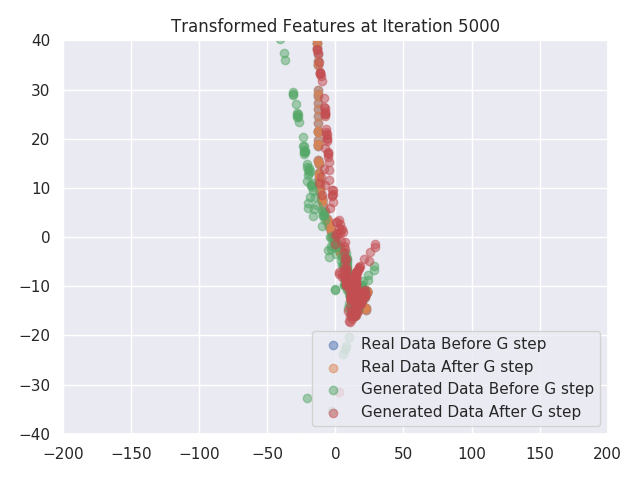 Transformed Features at Iteration 5000
40
30
20
10
0
−10
−20
−30
−40
Real Data Before G step
Real Data After G step
Generated Data Before G step
Generated Data After G step
−200 −150 −100 −50 0 50 100 150 200